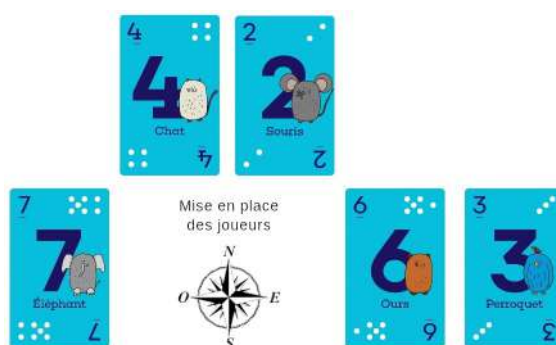 4
2
4
2
Chat
Souris
4
2
7
Mise en place
des joueurs
6
3
7
6
3
N
O
E
S
Éléphant
Ours
Perroquet
7
6
3